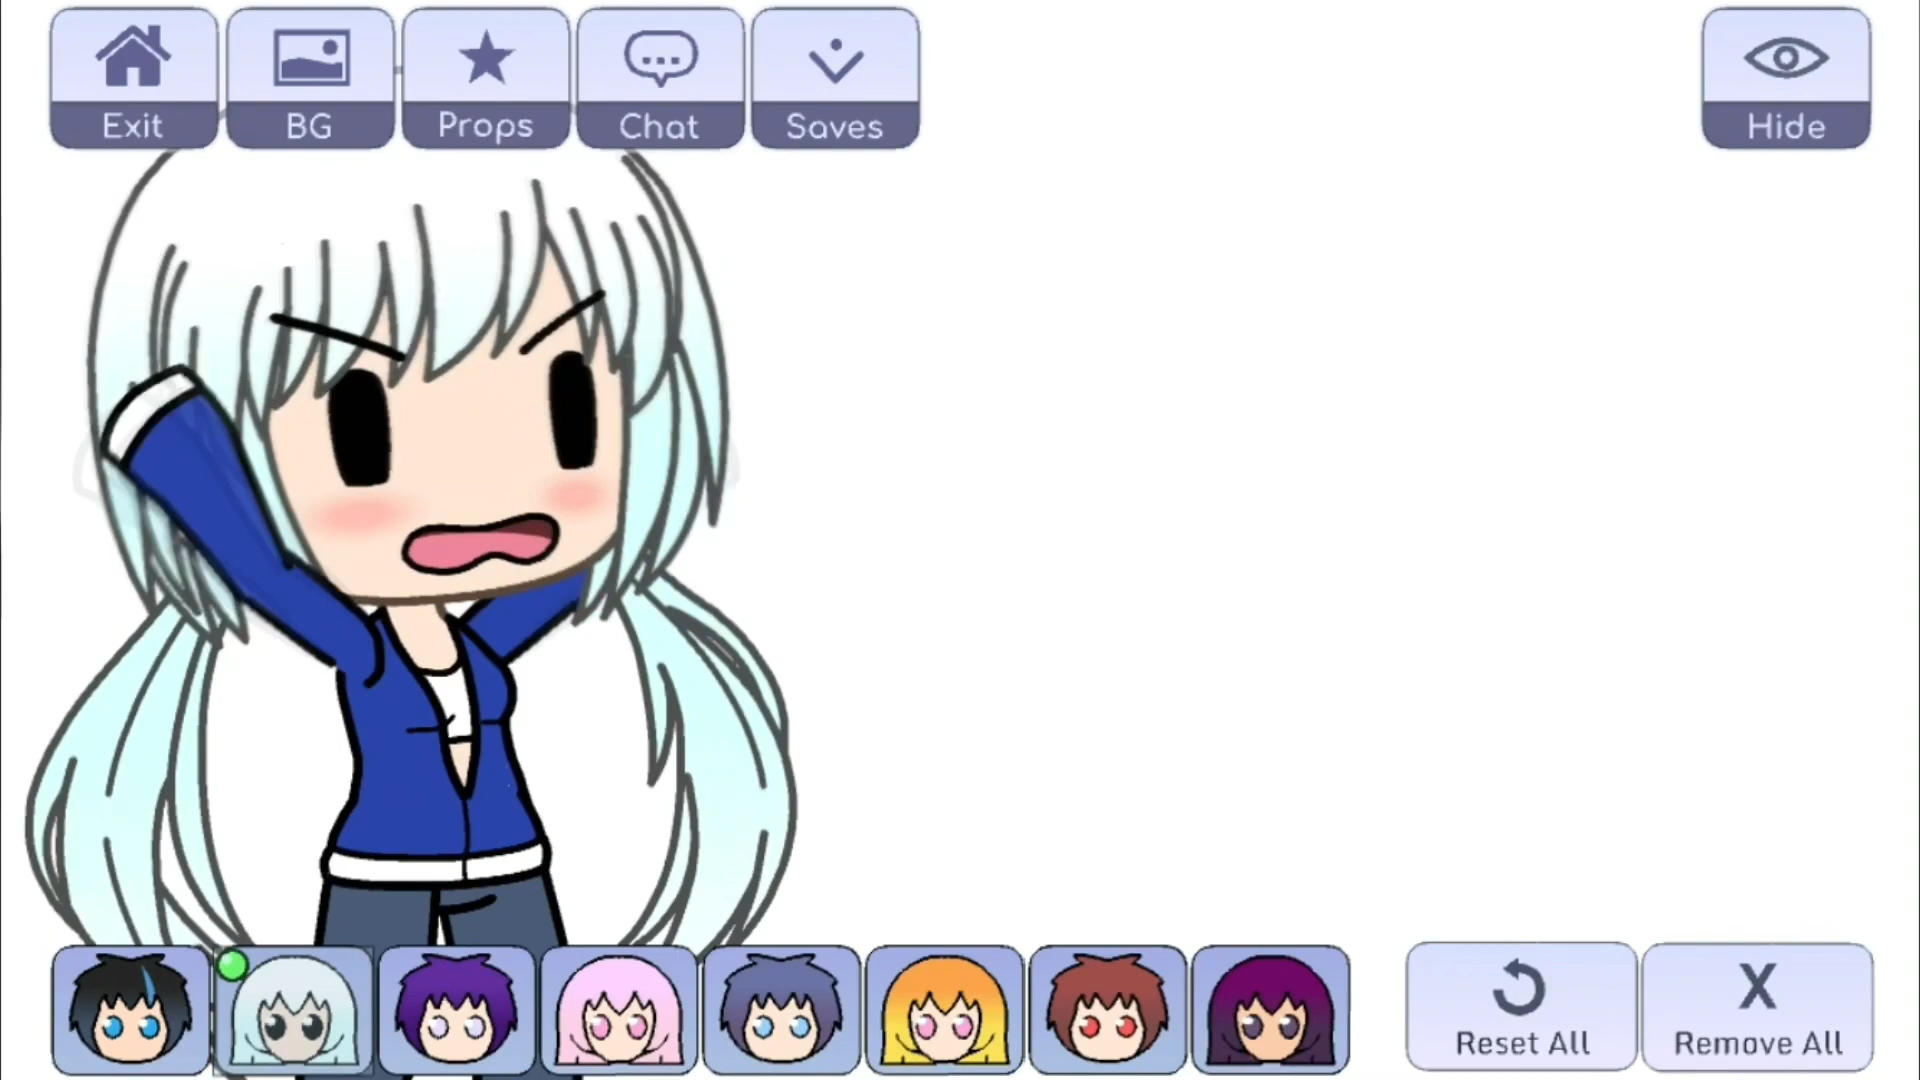 Exit
BG
Props
Chat
Saves
Hide
Reset All
X
Remove All